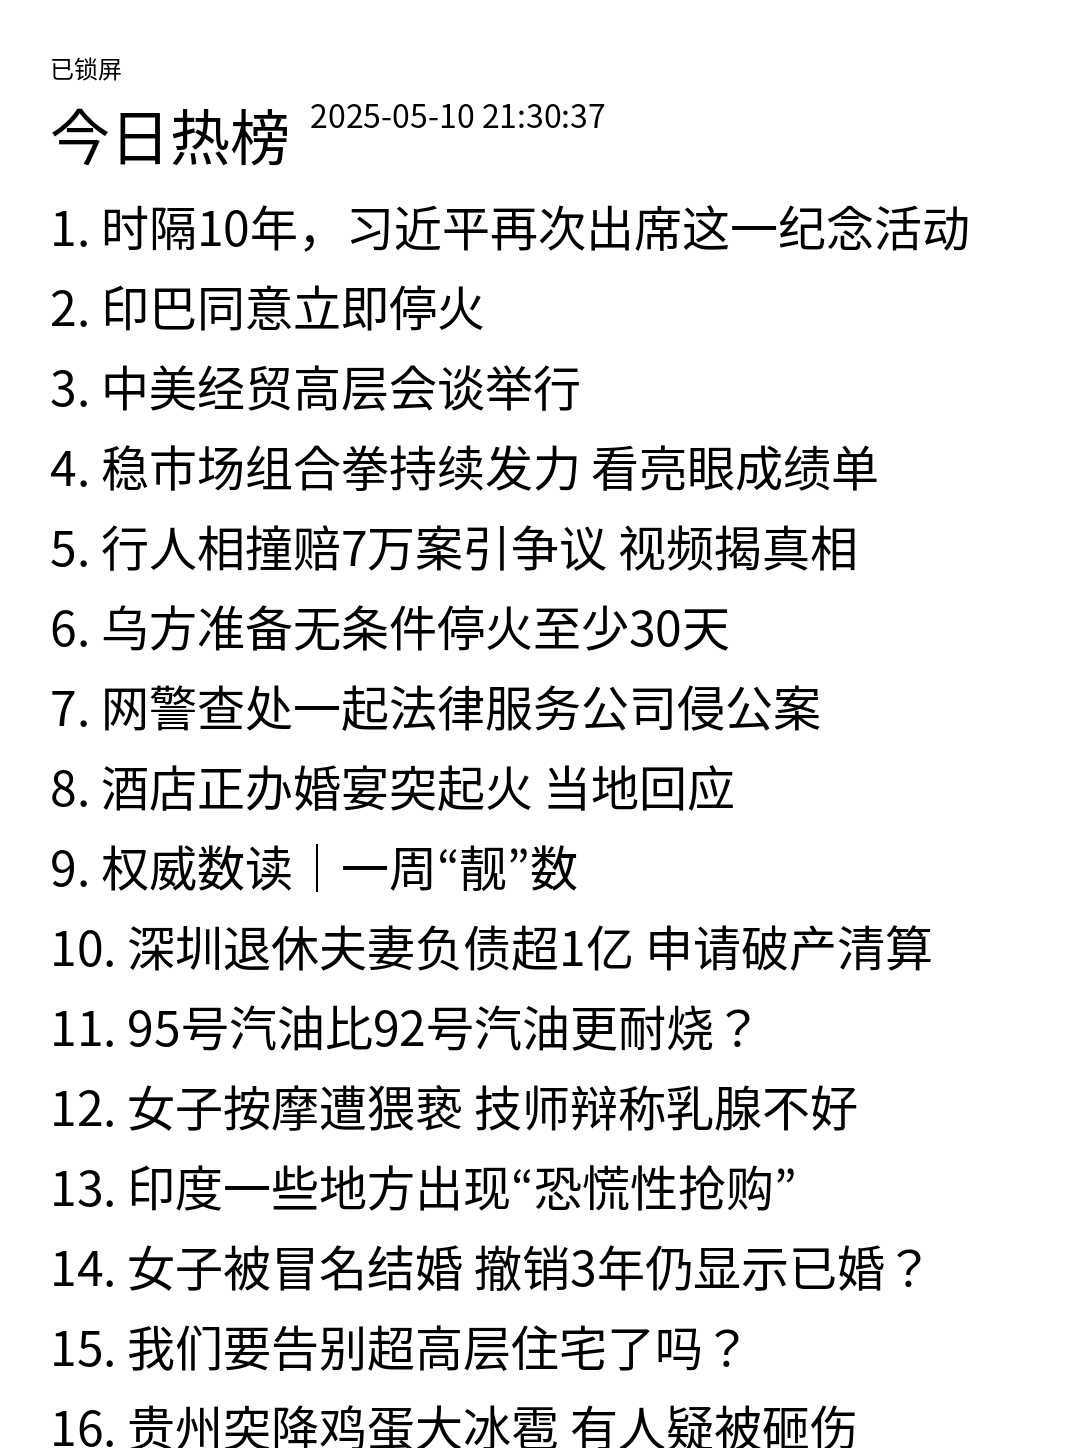 已锁屏
今日热榜 2025-05-10 21:30:37
1. 时隔10年，习近平再次出席这一纪念活动
2. 印巴同意立即停火
3. 中美经贸高层会谈举行
4. 稳市场组合拳持续发力 看亮眼成绩单
5. 行人相撞赔7万案引争议 视频揭真相
6. 乌方准备无条件停火至少30天
7. 网警查处一起法律服务公司侵公案
8. 酒店正办婚宴突起火 当地回应
9. 权威数读｜一周“靓”数
10. 深圳退休夫妻负债超1亿 申请破产清算
11. 95号汽油比92号汽油更耐烧？
12. 女子按摩遭猥亵 技师辩称乳腺不好
13. 印度一些地方出现“恐慌性抢购”
14. 女子被冒名结婚 撤销3年仍显示已婚？
15. 我们要告别超高层住宅了吗？
16. 贵州突降鸡蛋大冰雹 有人疑被砸伤